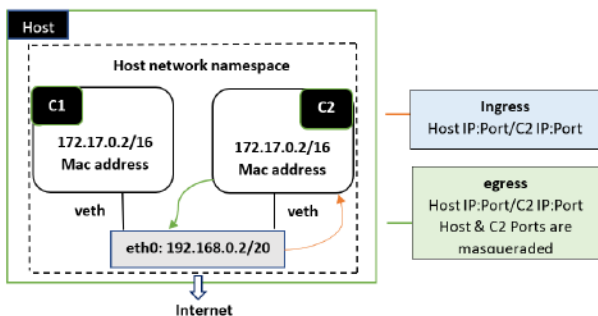 Host
Host network namespace
C1
C2
172.17.0.2/16
Mac address
172.17.0.2/16
Mac address
veth
veth
eth0: 192.168.0.2/20
Internet
Ingress
Host IP:Port/C2 IP:Port
egress
Host IP:Port/C2 IP:Port
Host & C2 Ports are
masqueraded